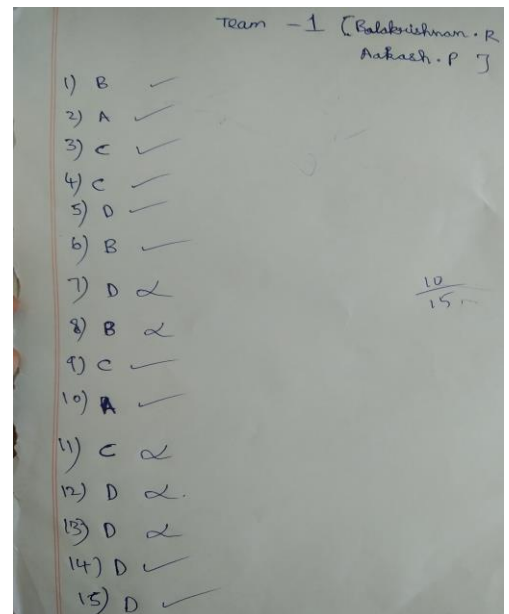 Team - 1 [Balakrishnan. R
Aakash. P ]
1) B ✓
2) A ✓
3) C ✓
4) C ✓
5) D ✓
6) B ✓
7) D α
8) B α
9) C ✓
10) A ✓
11) C α
12) D α.
13) D α
14) D ✓
15) D ✓
10
15